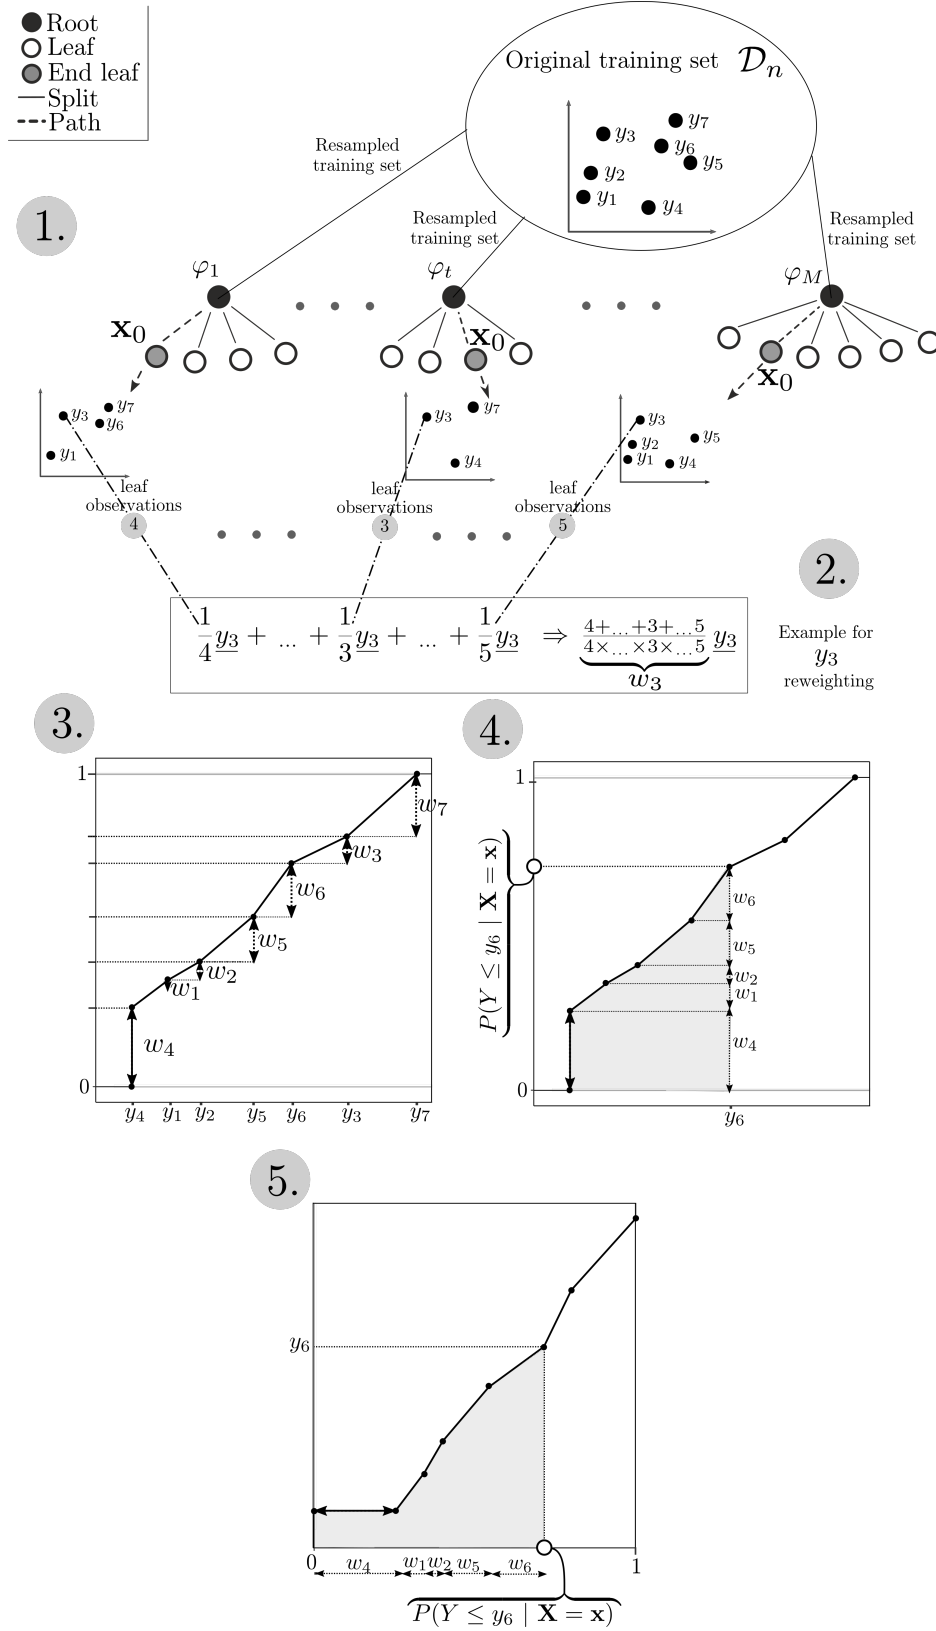 Root
Leaf
End leaf
Split
Path
Original training set 𝒟ₙ
y₇
y₃
y₆
y₅
y₂
y₁
y₄
Resampled
training set
Resampled
training set
Resampled
training set
1.
φ₁
φₜ
φ_M
x₀
x₀
x₀
y₃
y₇
y₆
y₁
y₃
y₇
y₄
y₃
y₂
y₁
y₅
y₄
leaf
observations
4
leaf
observations
3
leaf
observations
5
2.
1/4 y₃ + ... + 1/3 y₃ + ... + 1/5 y₃ ⇒ (4+...+3+...5)/(4×...×3×...5) y₃
w₃
Example for
y₃
reweighting
3.
1
w₇
w₃
w₆
w₅
w₂
w₁
w₄
0
y₄ y₁ y₂ y₅ y₆ y₃ y₇
4.
1
P(Y ≤ y₆ | X = x)
w₆
w₅
w₂
w₁
w₄
0
y₆
5.
y₆
0 1
w₄ w₁ w₂ w₅ w₆
P(Y ≤ y₆ | X = x)